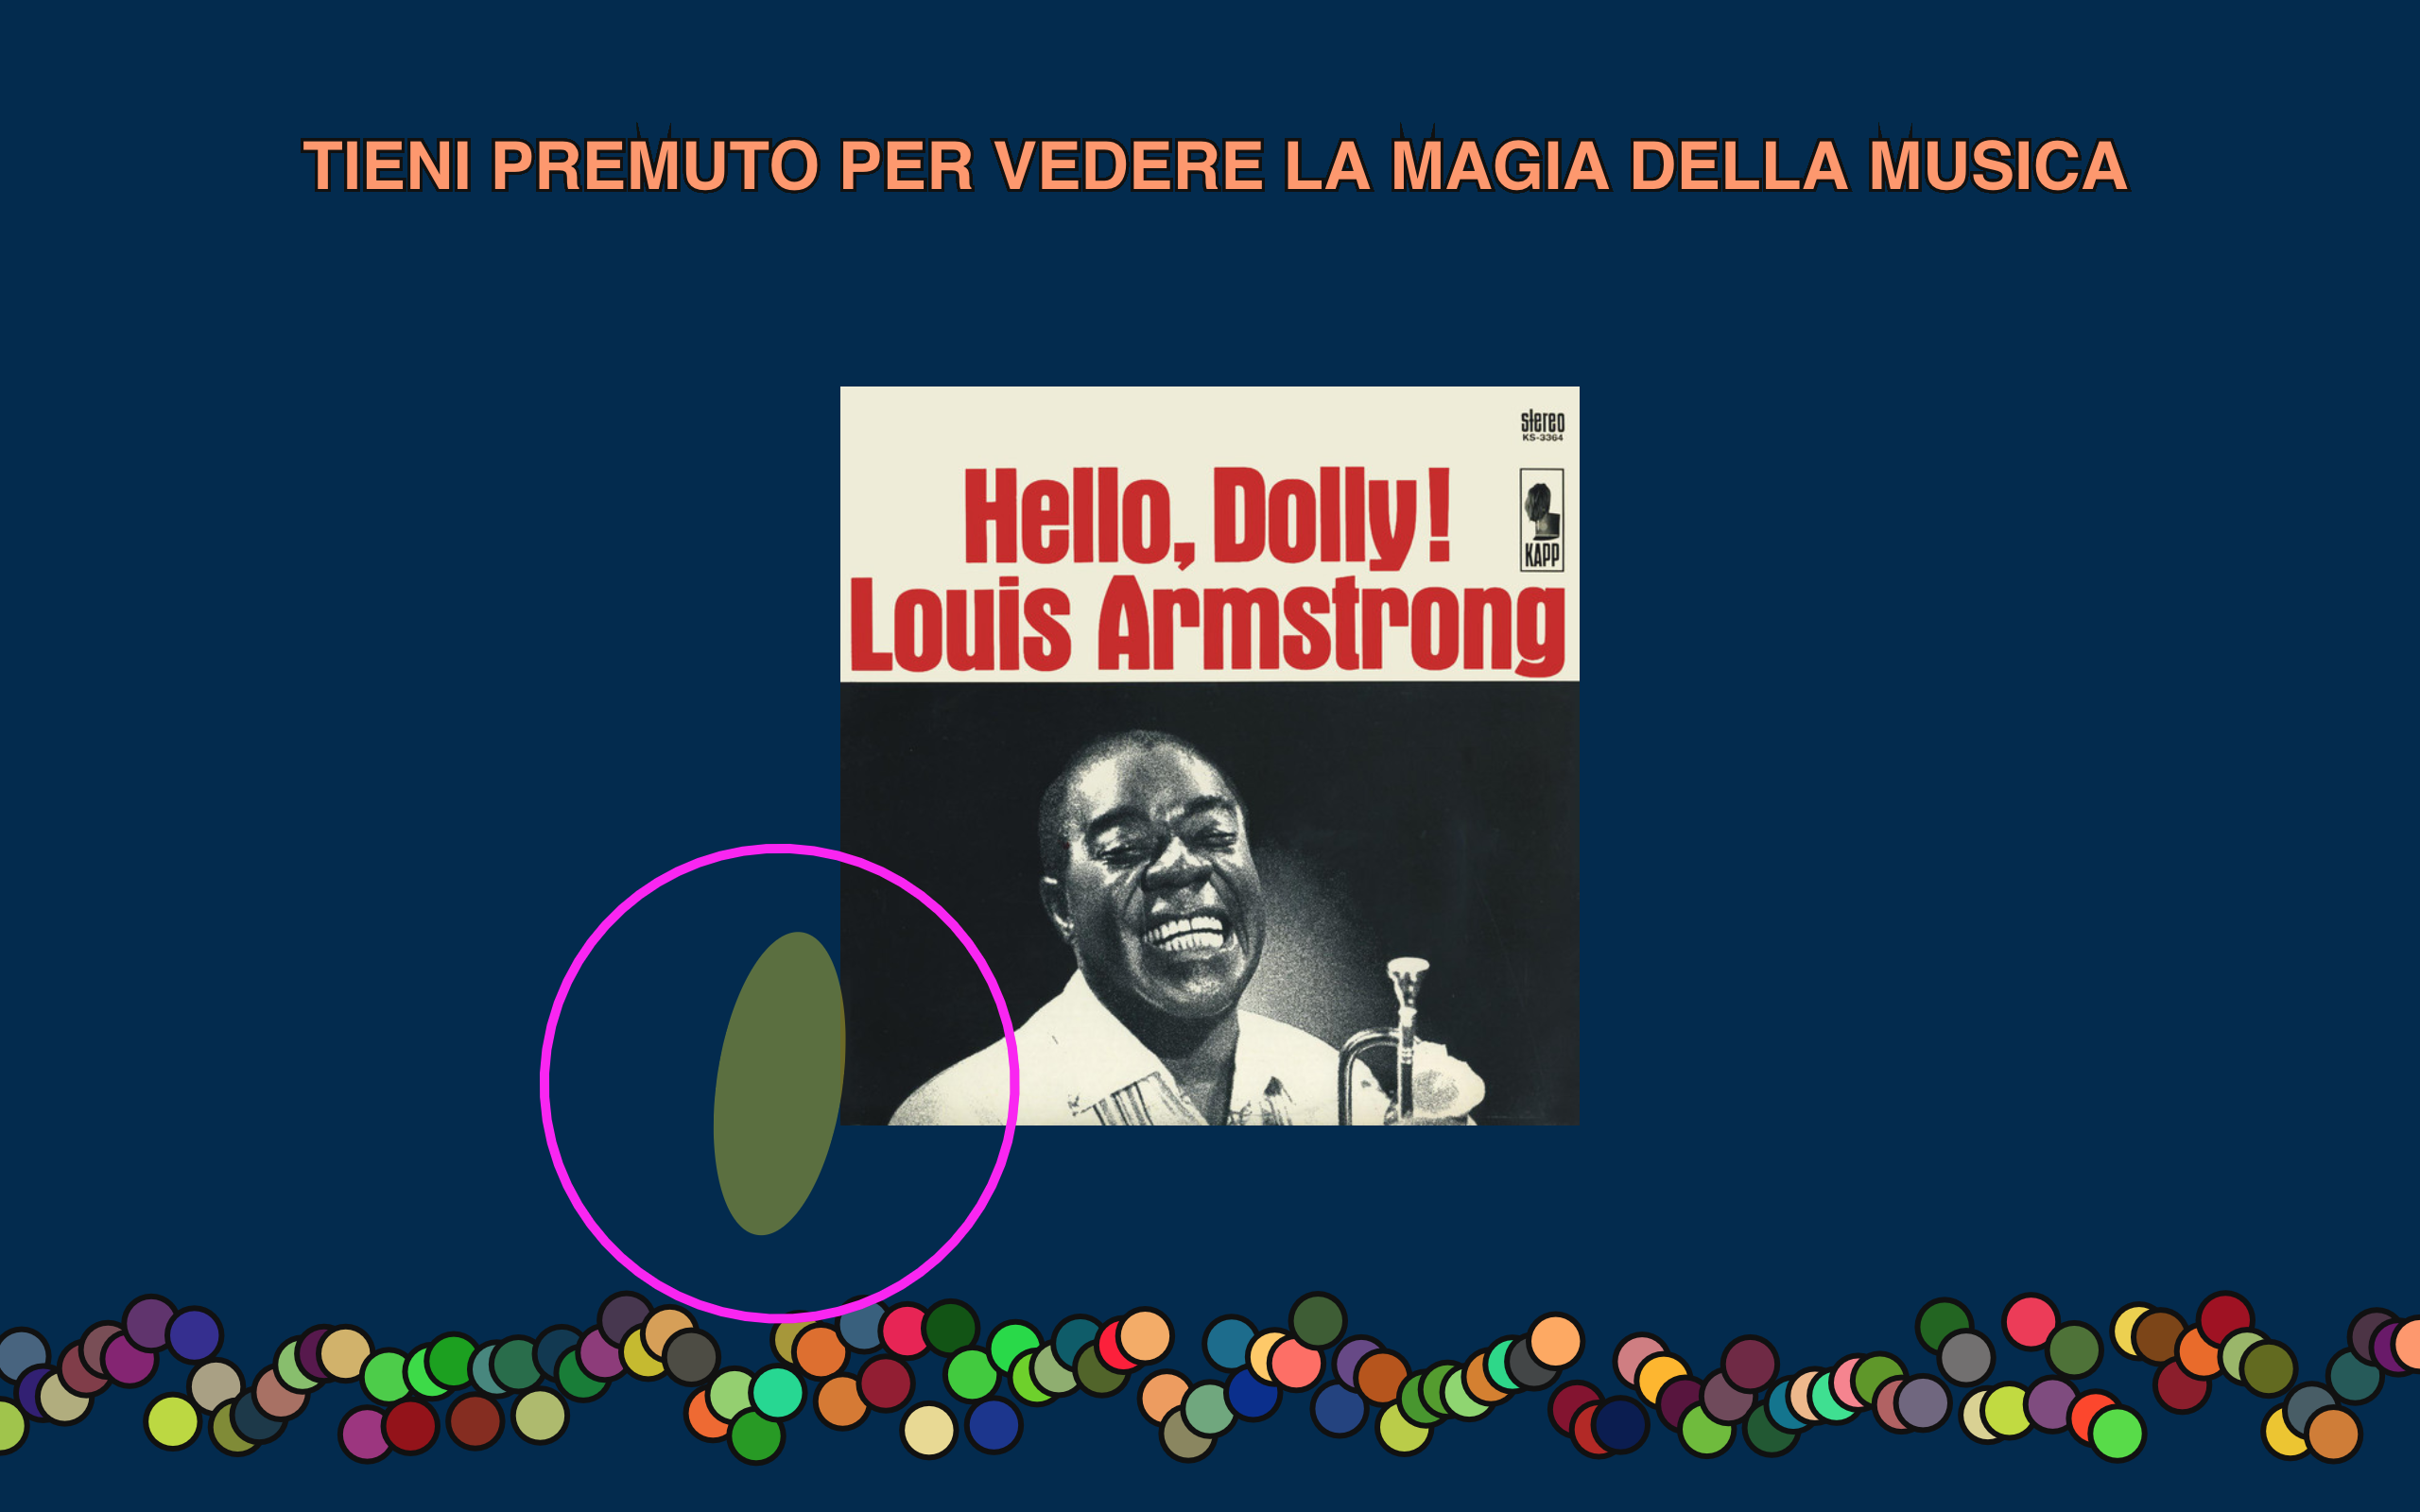 TIENI PREMUTO PER VEDERE LA MAGIA DELLA MUSICA
stereo
KS-3364
Hello, Dolly!
KAPP
Louis Armstrong